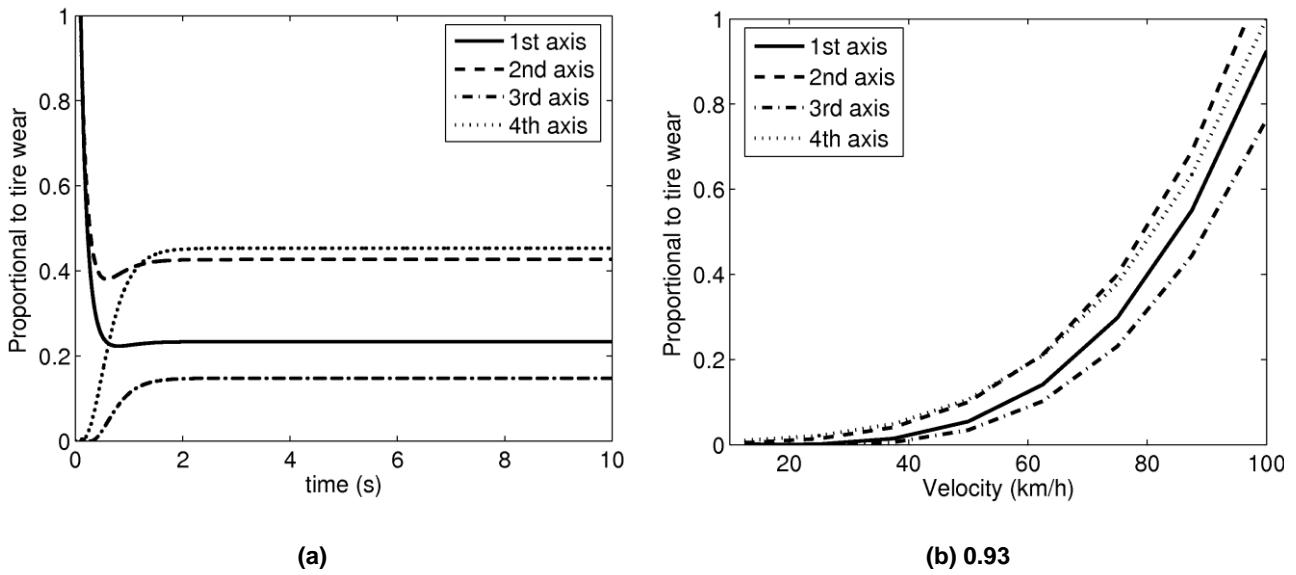 Proportional to tire wear
1
0.8
0.6
0.4
0.2
0
0
2
4
6
8
10
time (s)
1st axis
2nd axis
3rd axis
4th axis
(a)
Proportional to tire wear
1
0.8
0.6
0.4
0.2
0
20
40
60
80
100
Velocity (km/h)
1st axis
2nd axis
3rd axis
4th axis
(b) 0.93